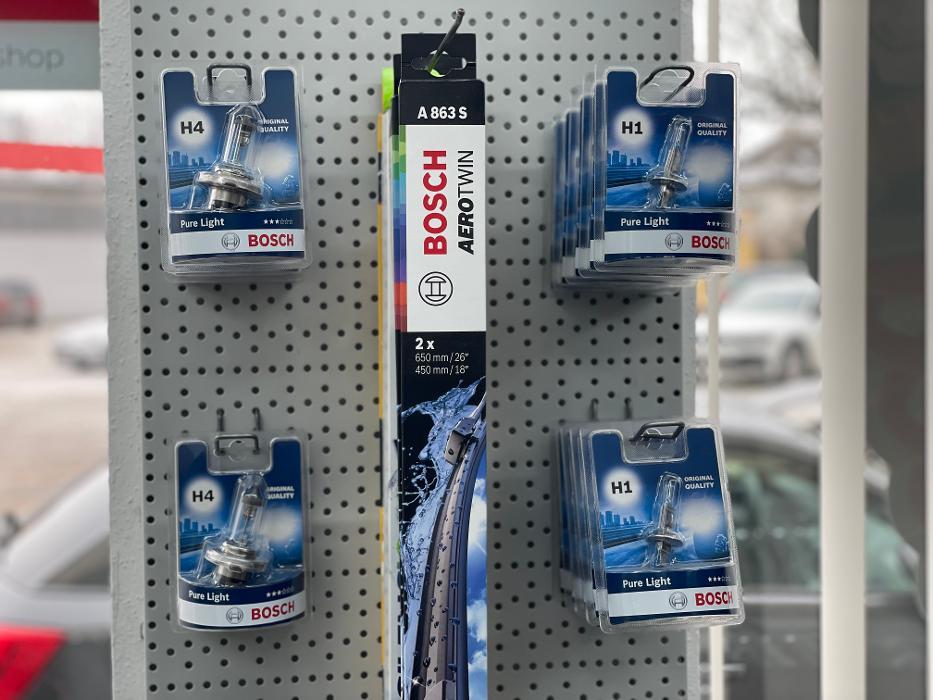 shop
H4
ORIGINAL
QUALITY
Pure Light
BOSCH
A 863 S
BOSCH
AEROTWIN
2 x
650 mm / 26"
450 mm / 18"
H1
ORIGINAL
QUALITY
Pure Light
BOSCH
H4
ORIGINAL
QUALITY
Pure Light
BOSCH
H1
ORIGINAL
QUALITY
Pure Light
BOSCH